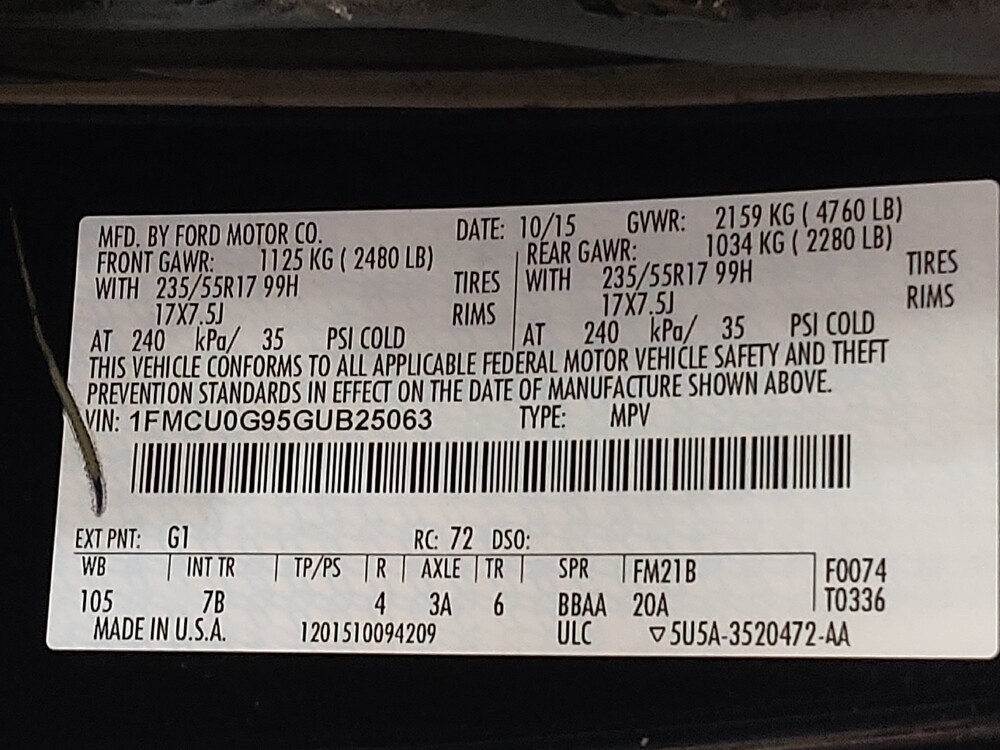 MFD. BY FORD MOTOR CO. DATE: 10/15 GVWR: 2159 KG ( 4760 LB)
FRONT GAWR: 1125 KG ( 2480 LB) REAR GAWR: 1034 KG ( 2280 LB)
WITH 235/55R17 99H TIRES WITH 235/55R17 99H TIRES
17X7.5J RIMS 17X7.5J RIMS
AT 240 kPa/ 35 PSI COLD AT 240 kPa/ 35 PSI COLD
THIS VEHICLE CONFORMS TO ALL APPLICABLE FEDERAL MOTOR VEHICLE SAFETY AND THEFT
PREVENTION STANDARDS IN EFFECT ON THE DATE OF MANUFACTURE SHOWN ABOVE.
VIN: 1FMCU0G95GUB25063 TYPE: MPV
EXT PNT: G1 RC: 72 DSO:
WB INT TR TP/PS R AXLE TR SPR FM21B F0074
105 7B 4 3A 6 BBAA 20A T0336
MADE IN U.S.A. 1201510094209 ULC ▽5U5A-3520472-AA